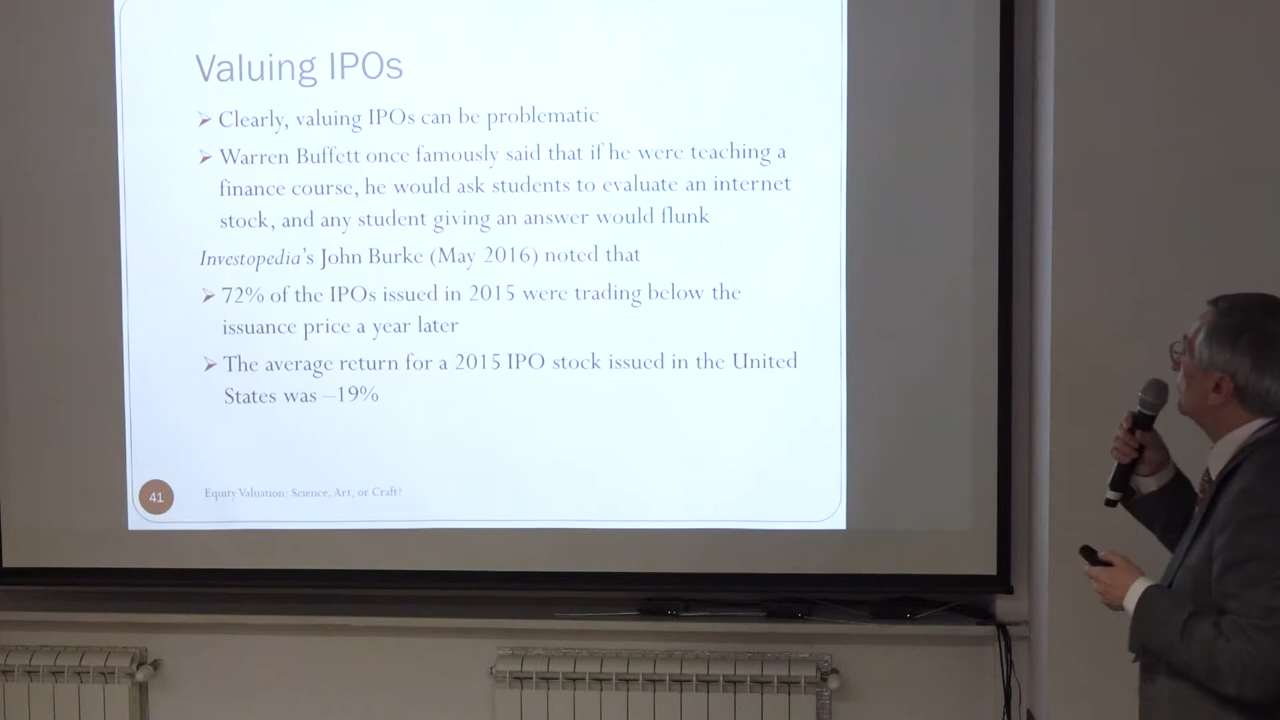 Valuing IPOs
➢ Clearly, valuing IPOs can be problematic
➢ Warren Buffett once famously said that if he were teaching a
finance course, he would ask students to evaluate an internet
stock, and any student giving an answer would flunk
Investopedia's John Burke (May 2016) noted that
➢ 72% of the IPOs issued in 2015 were trading below the
issuance price a year later
➢ The average return for a 2015 IPO stock issued in the United
States was –19%
41
Equity Valuation: Science, Art, or Craft?